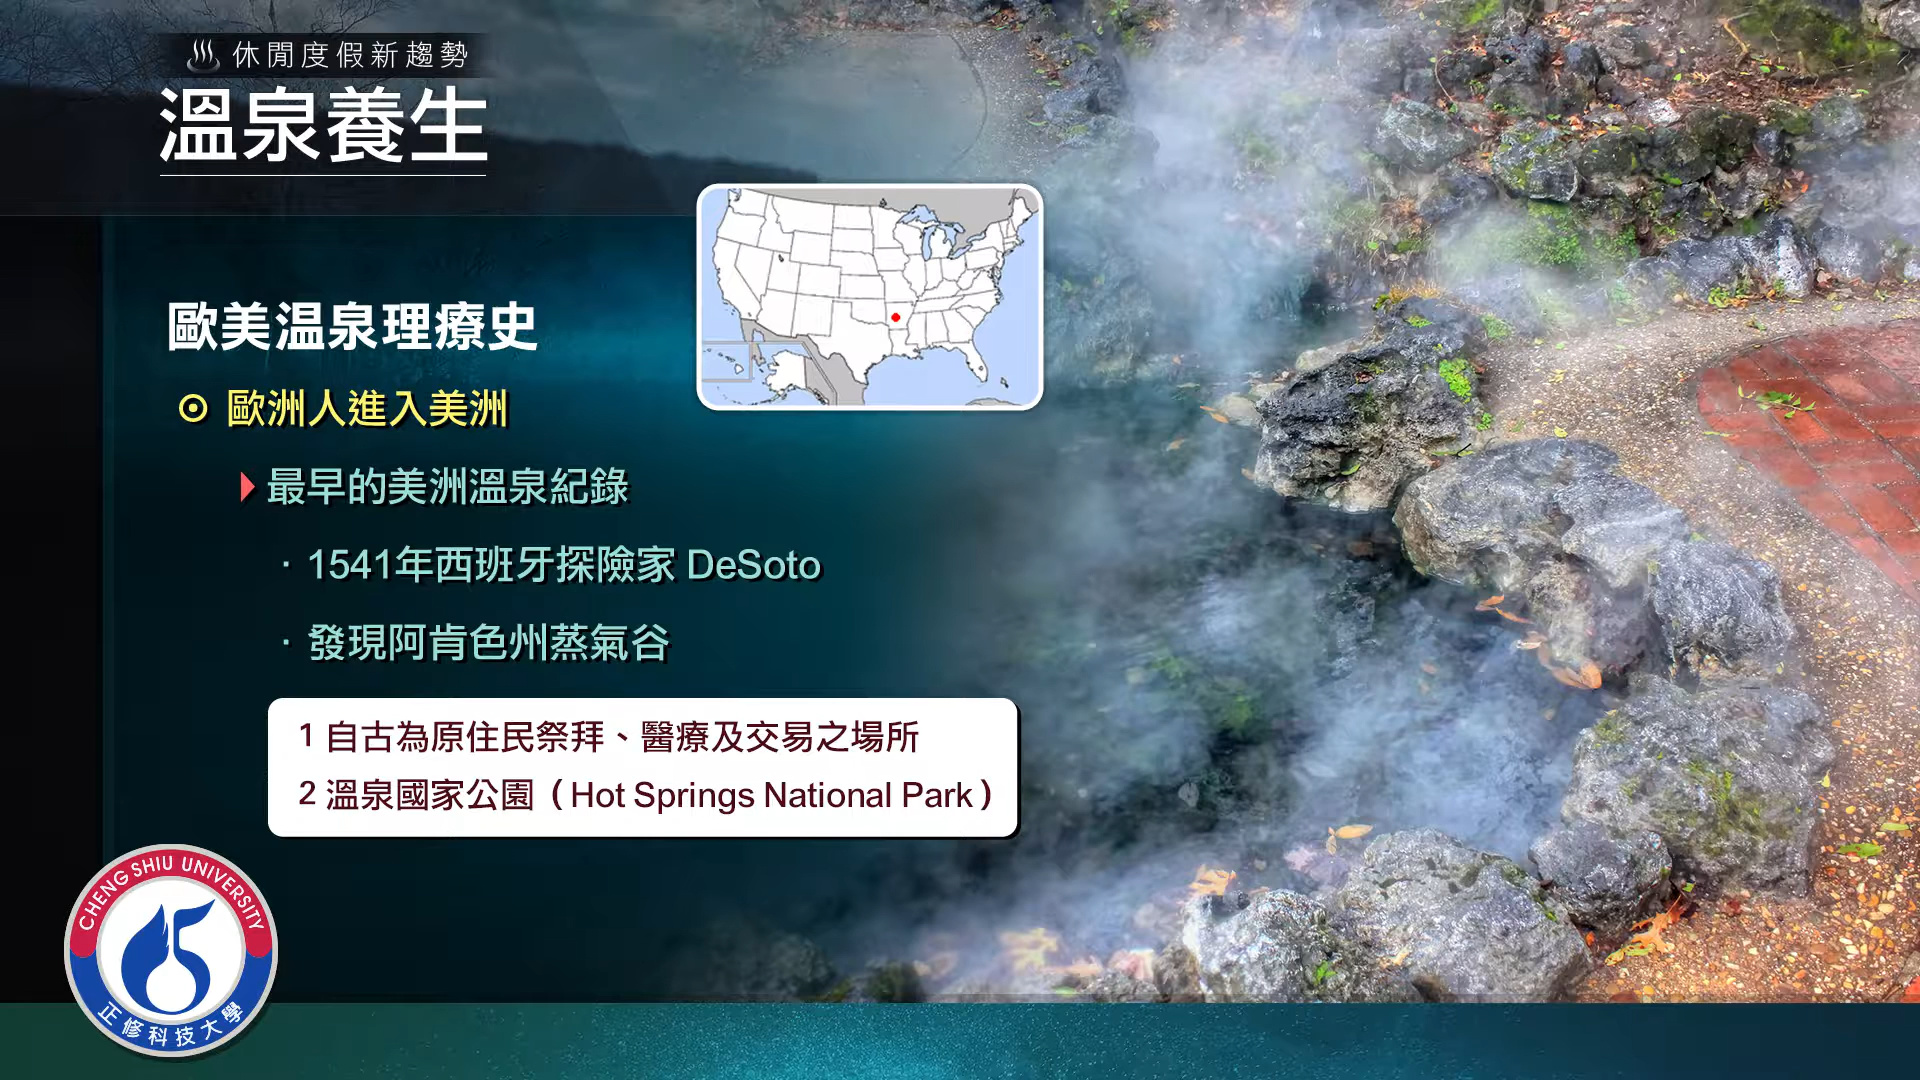 休閒度假新趨勢
溫泉養生
歐美温泉理療史
歐洲人進入美洲
最早的美洲溫泉紀錄
· 1541年西班牙探險家 DeSoto
· 發現阿肯色州蒸氣谷
1 自古為原住民祭拜、醫療及交易之場所
2 溫泉國家公園（Hot Springs National Park）
CHENG SHIU UNIVERSITY
正修科技大學